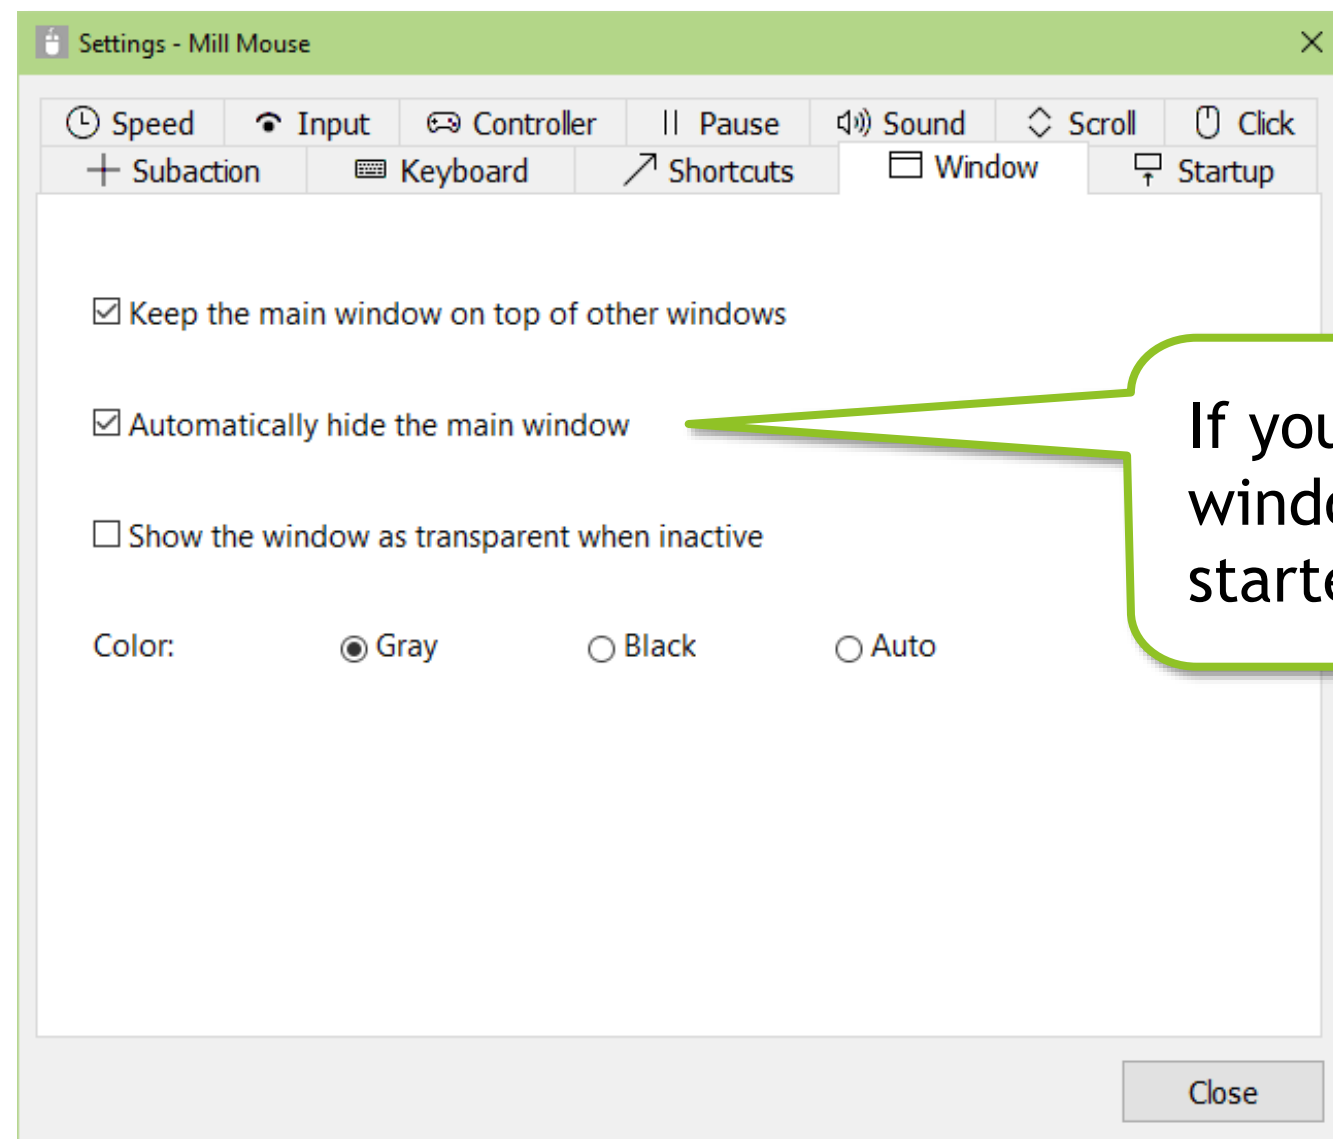 Settings - Mill Mouse
Speed Input Controller Pause Sound Scroll Click
Subaction Keyboard Shortcuts Window Startup
Keep the main window on top of other windows
Automatically hide the main window
If you
Show the window as transparent when inactive
Color: Gray Black Auto
Close